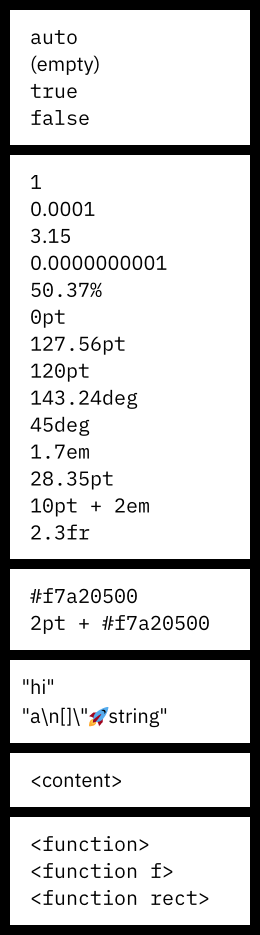 auto
(empty)
true
false
1
0.0001
3.15
0.0000000001
50.37%
0pt
127.56pt
120pt
143.24deg
45deg
1.7em
28.35pt
10pt + 2em
2.3fr
#f7a20500
2pt + #f7a20500
"hi"
"a\n[]\"🚀string"
<content>
<function>
<function f>
<function rect>